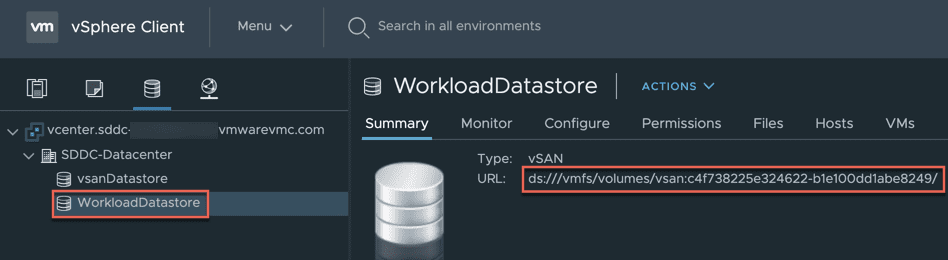 vm vSphere Client Menu Search in all environments
WorkloadDatastore ACTIONS
Summary Monitor Configure Permissions Files Hosts VMs
vcenter.sddc- vmwarevmc.com
SDDC-Datacenter
vsanDatastore
WorkloadDatastore
Type: vSAN
URL: ds:///vmfs/volumes/vsan:c4f738225e324622-b1e100dd1abe8249/